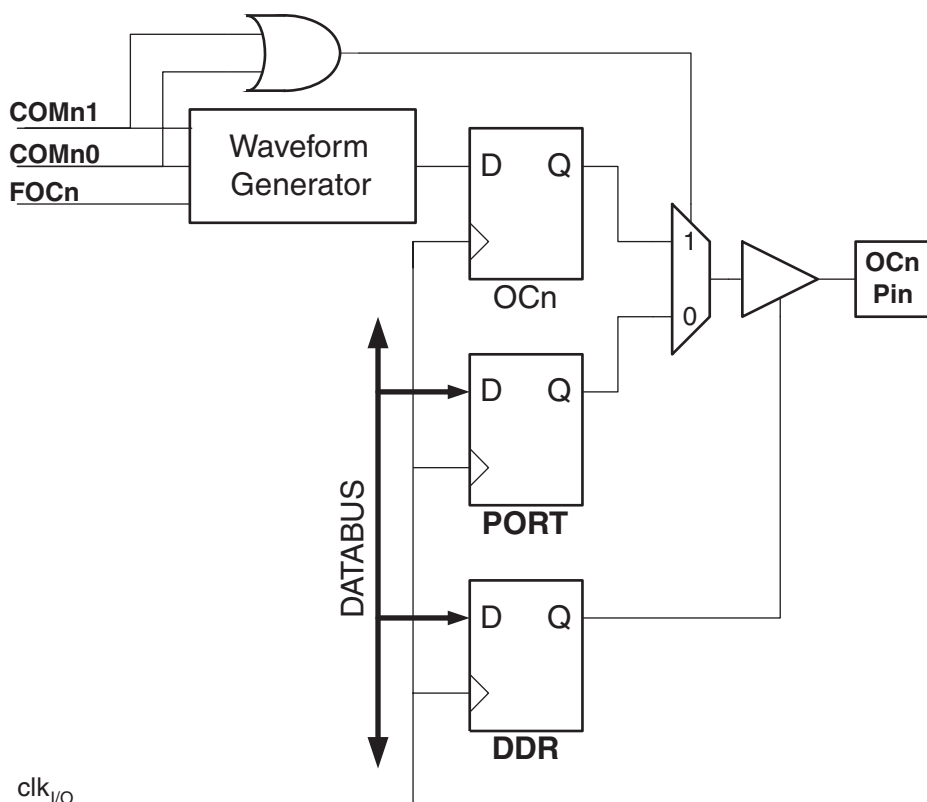 COMn1
COMn0
FOCn
Waveform
Generator
D Q
OCn
1
0
OCn
Pin
D Q
PORT
DATABUS
D Q
DDR
clkI/O